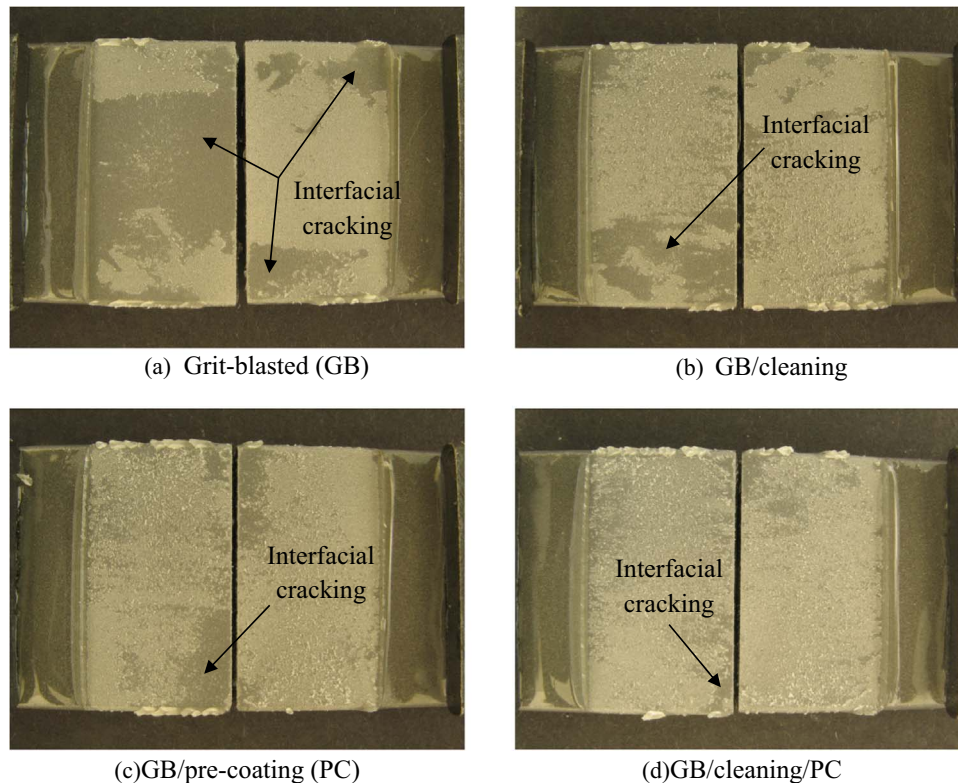 Interfacial
cracking
(a) Grit-blasted (GB)
Interfacial
cracking
(b) GB/cleaning
Interfacial
cracking
(c)GB/pre-coating (PC)
Interfacial
cracking
(d)GB/cleaning/PC